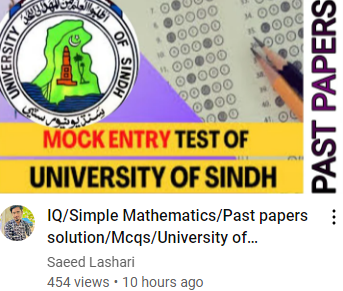 UNIVERSITY OF SINDH
MOCK ENTRY TEST OF
UNIVERSITY OF SINDH
PAST PAPERS
IQ/Simple Mathematics/Past papers
solution/Mcqs/University of...
Saeed Lashari
454 views • 10 hours ago